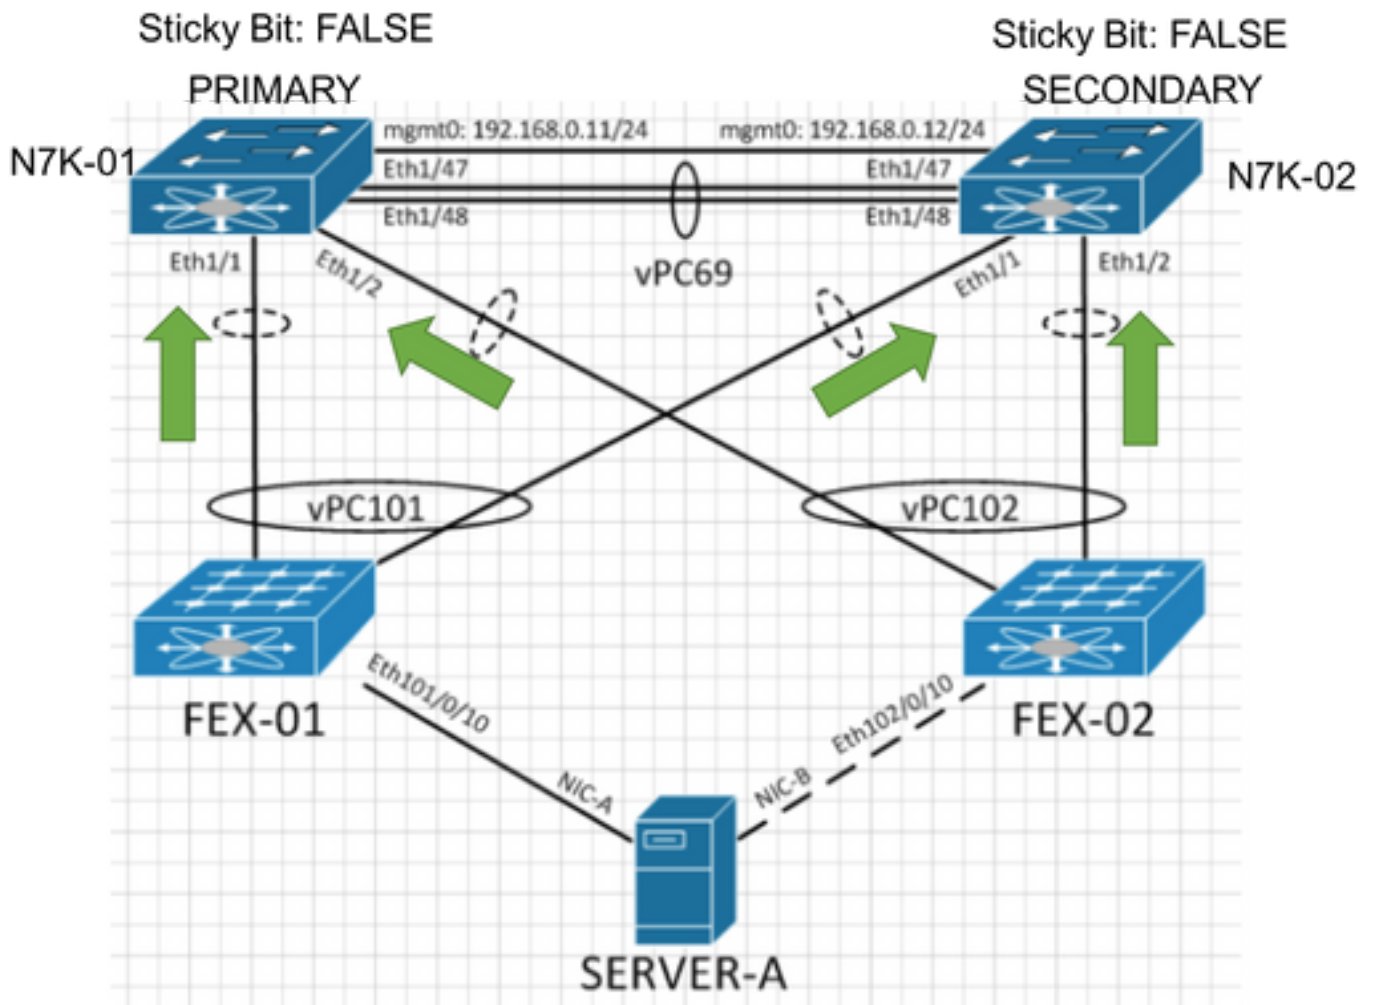 Sticky Bit: FALSE
Sticky Bit: FALSE
PRIMARY
SECONDARY
mgmt0: 192.168.0.11/24
mgmt0: 192.168.0.12/24
N7K-01
N7K-02
Eth1/47
Eth1/47
Eth1/48
Eth1/48
Eth1/1
Eth1/2
vPC69
Eth1/1
Eth1/2
vPC101
vPC102
Eth101/0/10
Eth102/0/10
FEX-01
FEX-02
NIC-A
NIC-B
SERVER-A